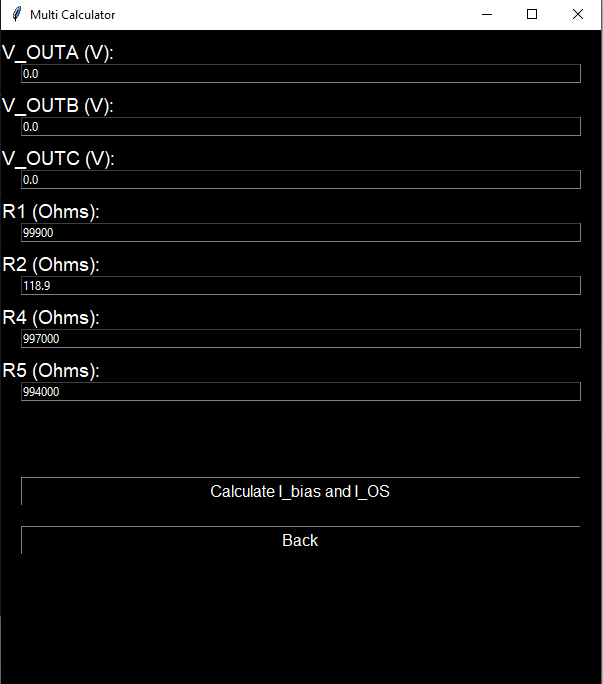 Multi Calculator
V_OUTA (V):
0.0
V_OUTB (V):
0.0
V_OUTC (V):
0.0
R1 (Ohms):
99900
R2 (Ohms):
118.9
R4 (Ohms):
997000
R5 (Ohms):
994000
Calculate I_bias and I_OS
Back